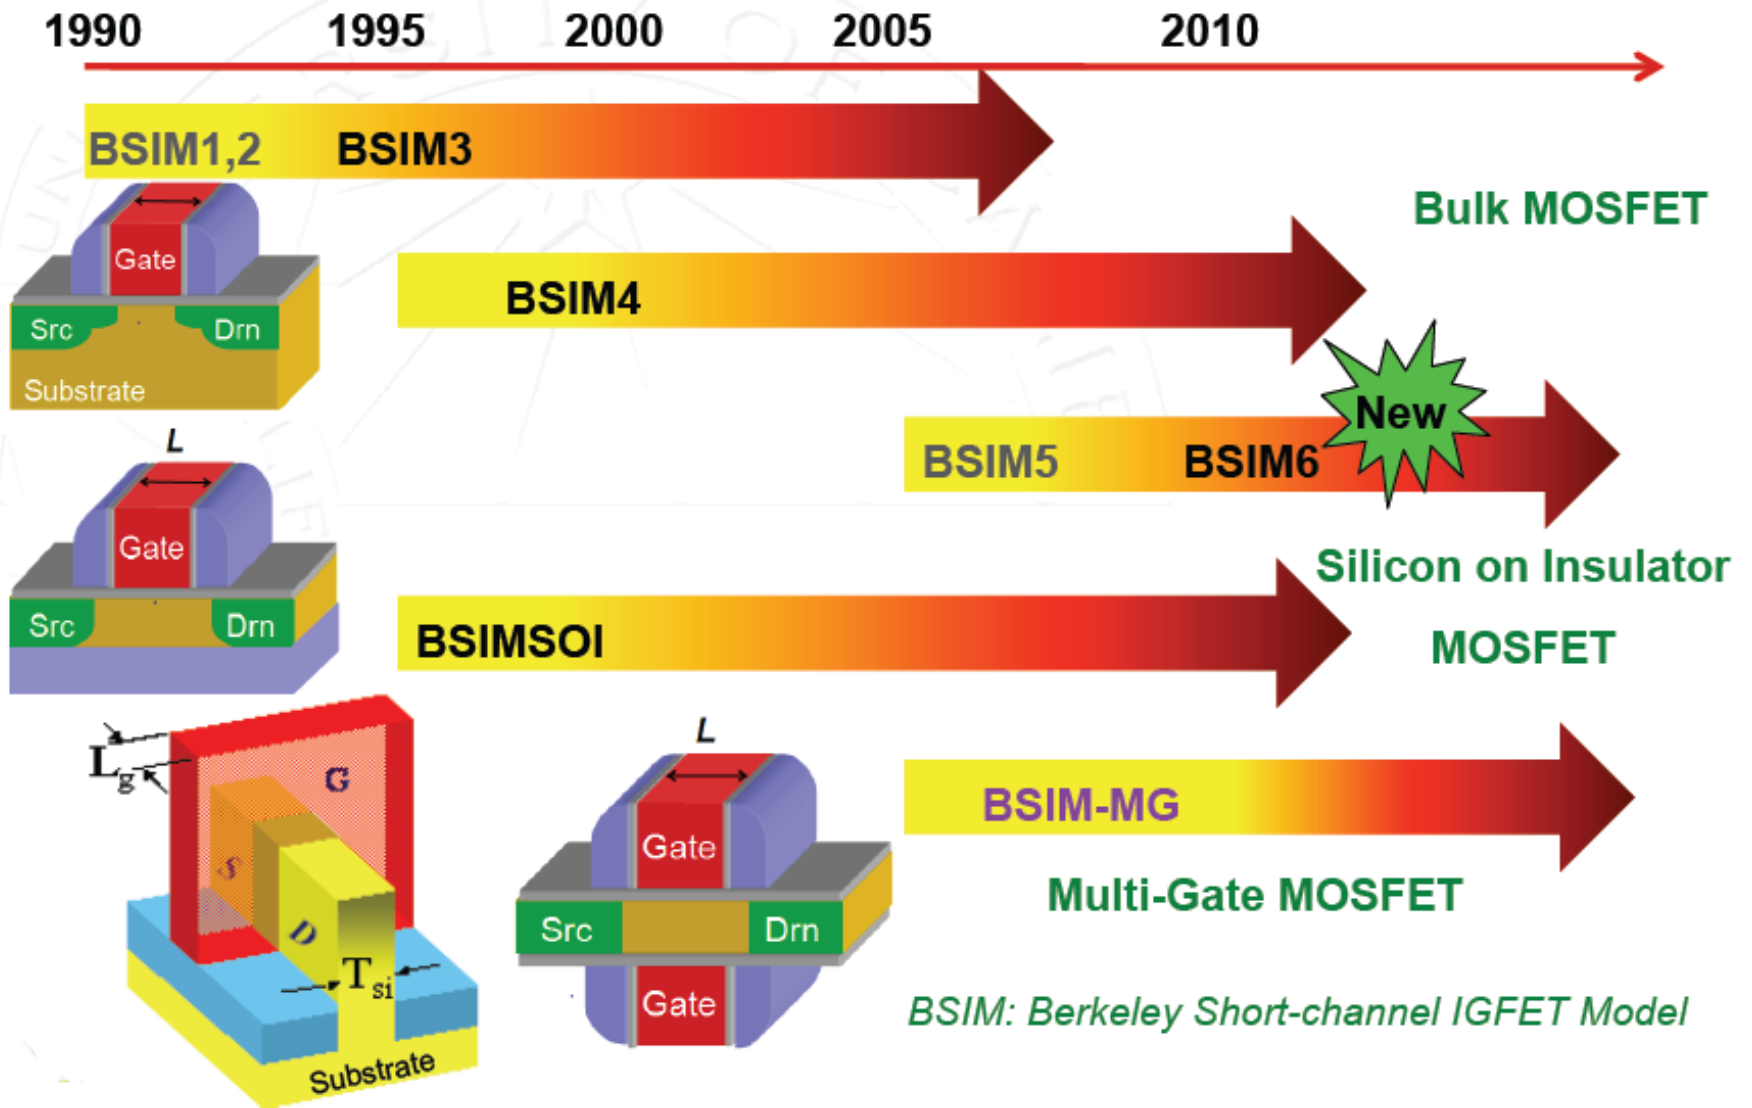 1990 1995 2000 2005 2010
BSIM1,2 BSIM3
Bulk MOSFET
Gate
Src Drn
Substrate
BSIM4
New
BSIM5 BSIM6
L
Gate
Src Drn
Silicon on Insulator
MOSFET
BSIMSOI
Lg
G
S
D
Tsi
Substrate
L
Gate
Src Drn
Gate
BSIM-MG
Multi-Gate MOSFET
BSIM: Berkeley Short-channel IGFET Model